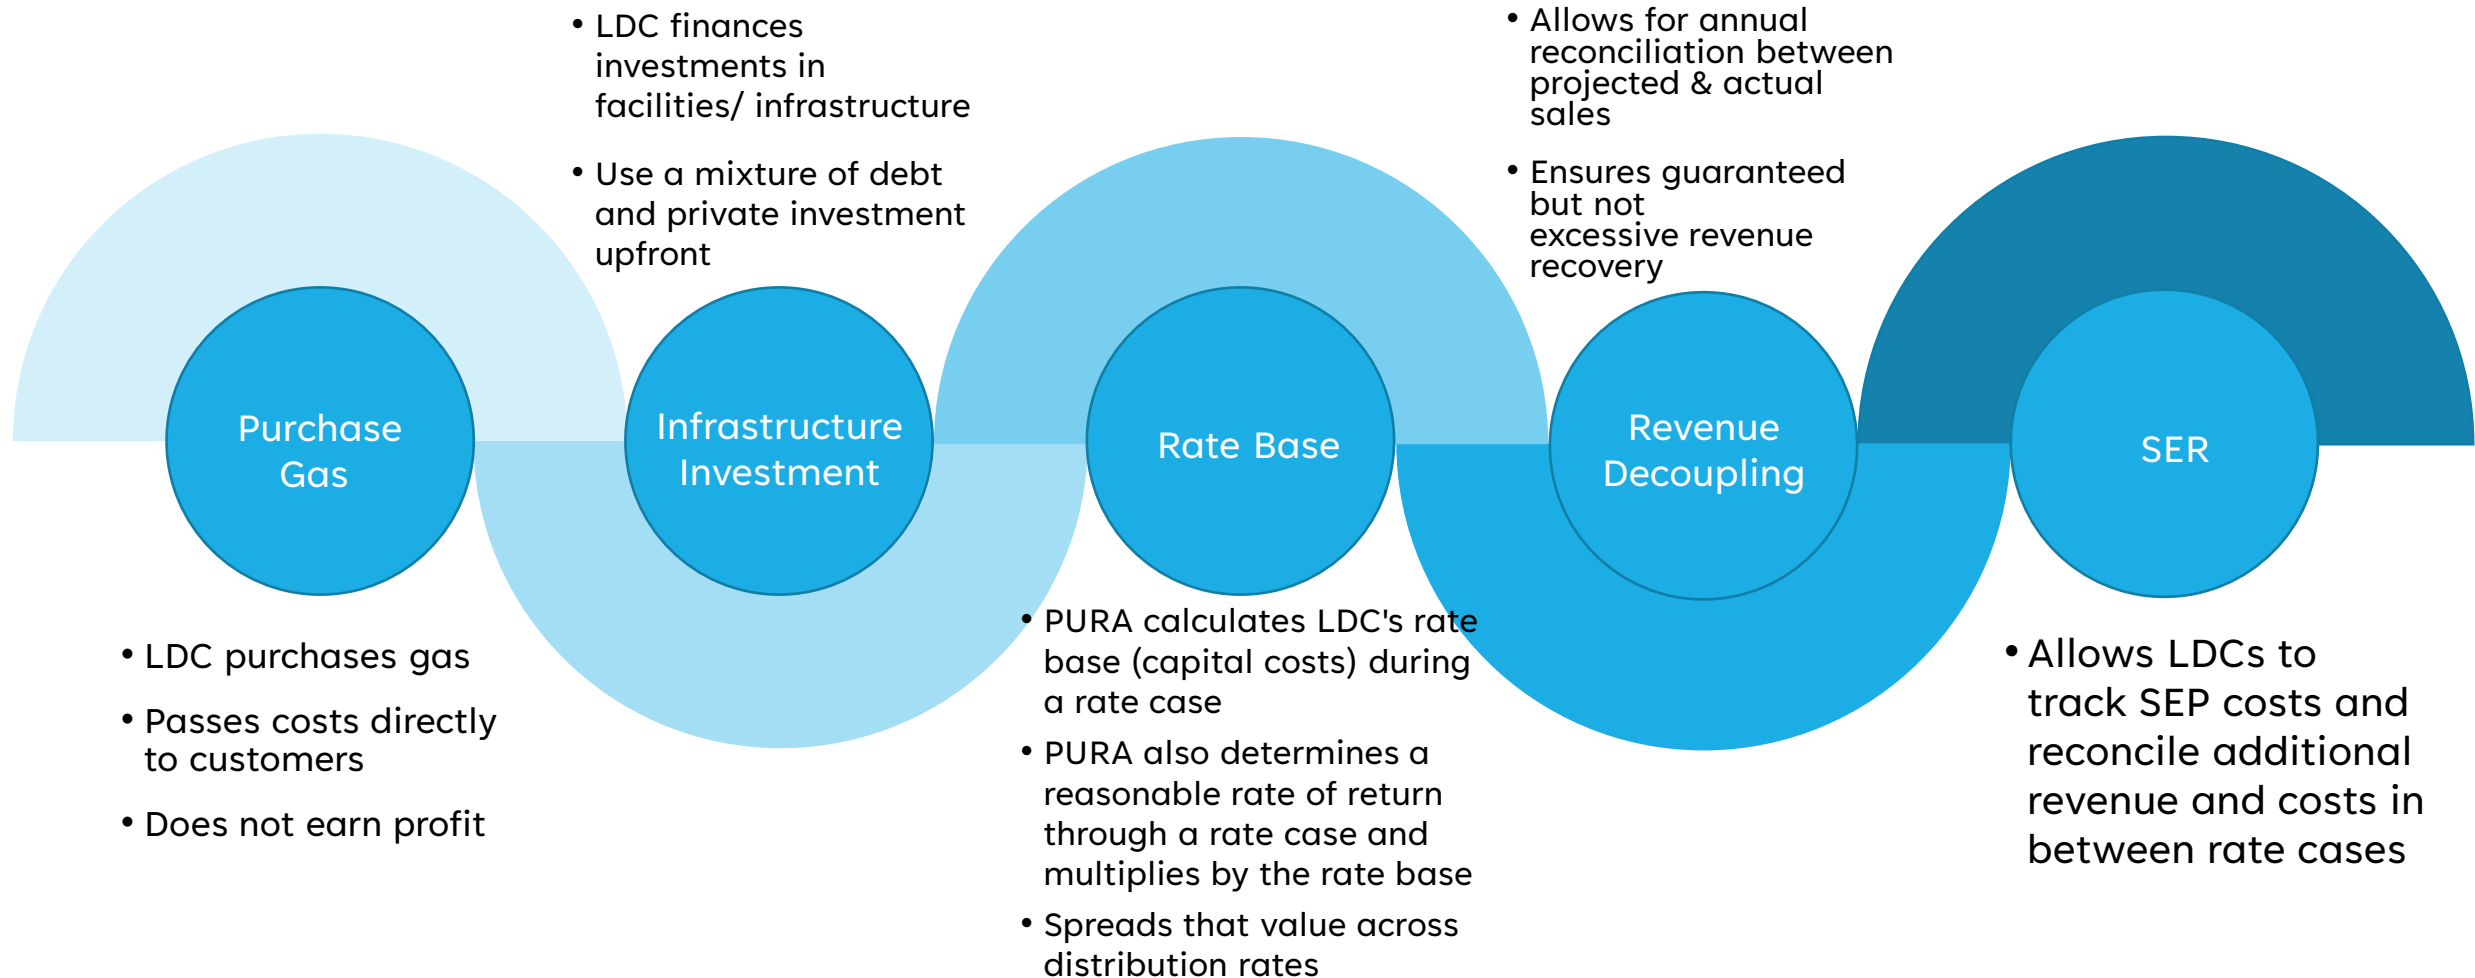 • LDC finances
investments in
facilities/ infrastructure
• Use a mixture of debt
and private investment
upfront
• Allows for annual
reconciliation between
projected & actual
sales
• Ensures guaranteed
but not
excessive revenue
recovery
Purchase
Gas
Infrastructure
Investment
Rate Base
Revenue
Decoupling
SER
• LDC purchases gas
• Passes costs directly
to customers
• Does not earn profit
• PURA calculates LDC's rate
base (capital costs) during
a rate case
• PURA also determines a
reasonable rate of return
through a rate case and
multiplies by the rate base
• Spreads that value across
distribution rates
• Allows LDCs to
track SEP costs and
reconcile additional
revenue and costs in
between rate cases